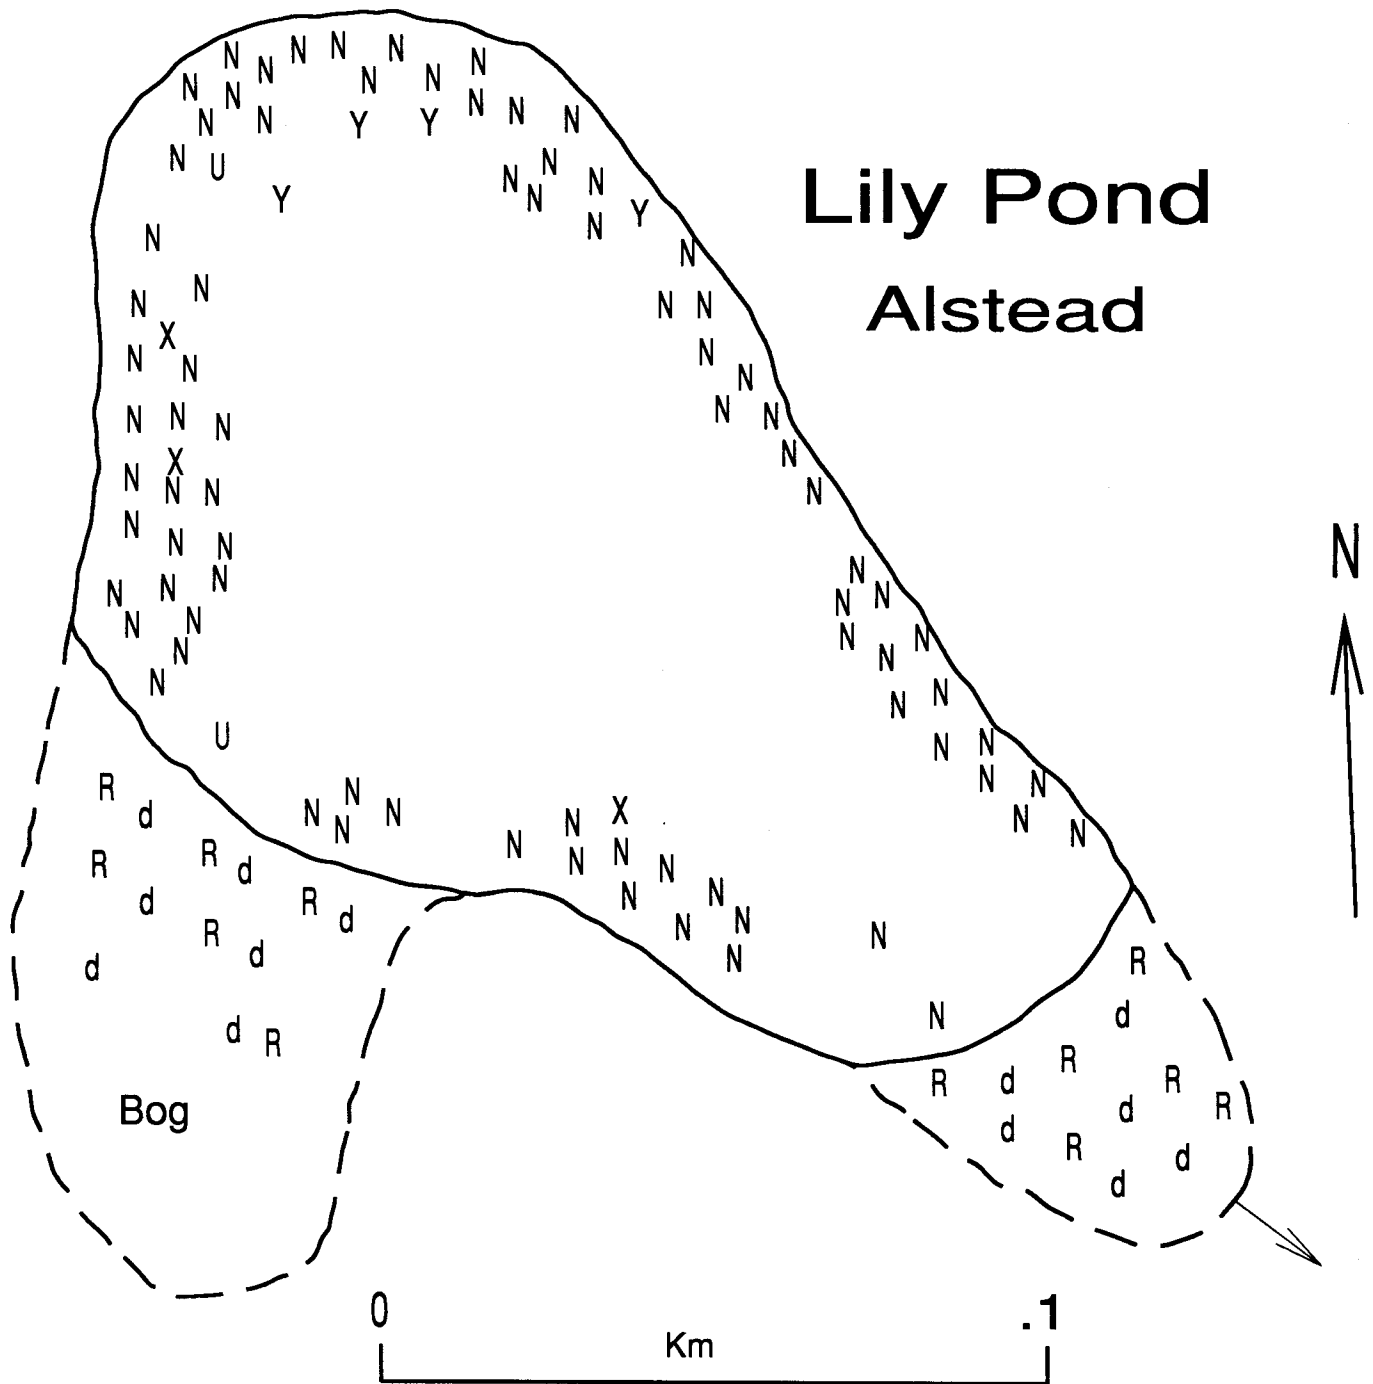 N N N N N
N N N N
N N N
N N Y Y N
N U N
N N
Y N Lily Pond
N Y
N N
N
N N N Alstead
X
N N
N N
N N N N N
X N
N N N N
N
N N N
N N N
N N N
N N N N
N N
N N
N
U N N
R N N N
d N N N X N
N N N
R R N N
d N
d R N N
d N N
R N
d d N R
N d
d R
R
R d R
Bog d R
d R
d
d
0 .1
Km